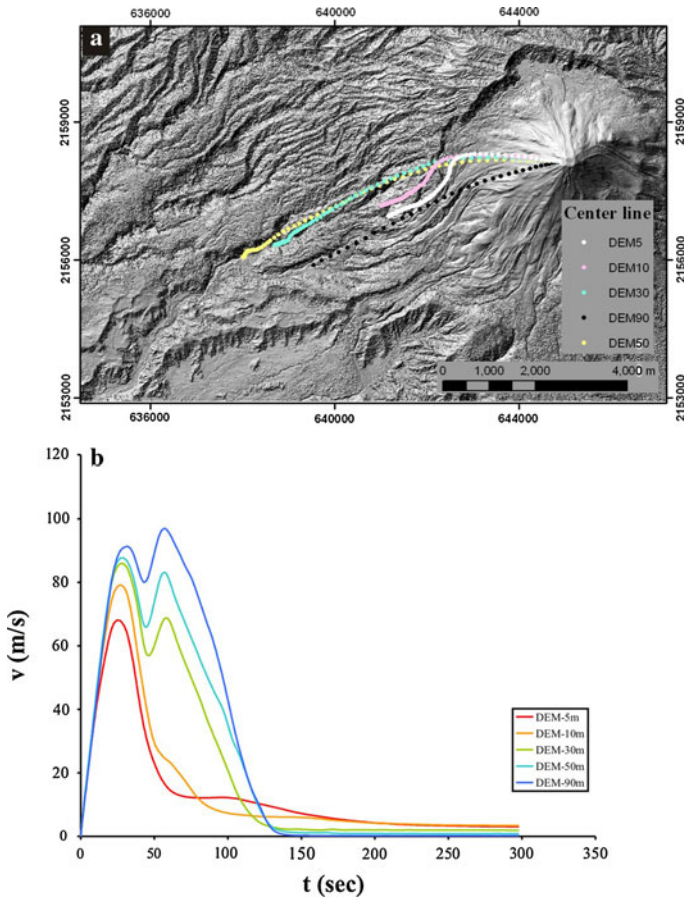 636000 640000 644000
a
2159000 2159000
Center line
DEM5
2156000 2156000
DEM10
DEM30
DEM90
DEM50
0 1,000 2,000 4,000 m
2153000 2153000
636000 640000 644000
b
120
100
80
60
40
20
0
v (m/s)
DEM-5m
DEM-10m
DEM-30m
DEM-50m
DEM-90m
0 50 100 150 200 250 300 350
t (sec)